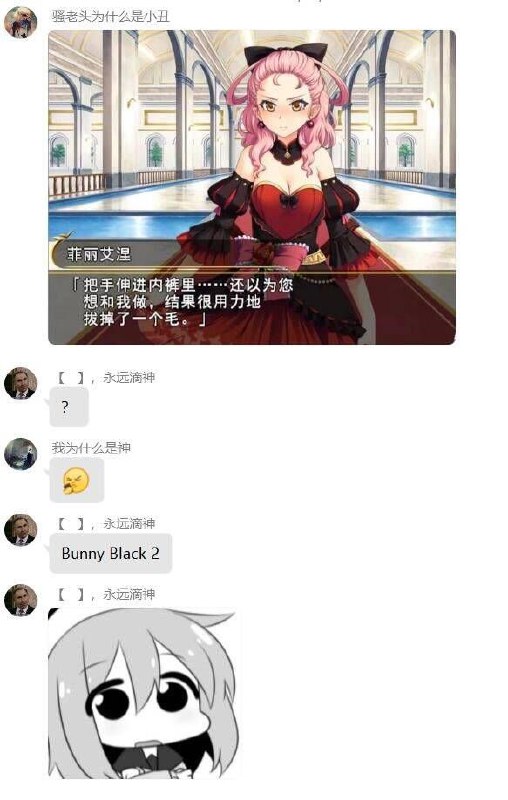 骚老头为什么是小丑
菲丽艾涅
「把手伸进内裤里……还以为您
想和我做，结果很用力地
拔掉了一个毛。」
【　】，永远滴神
?
我为什么是神
【　】，永远滴神
Bunny Black 2
【　】，永远滴神